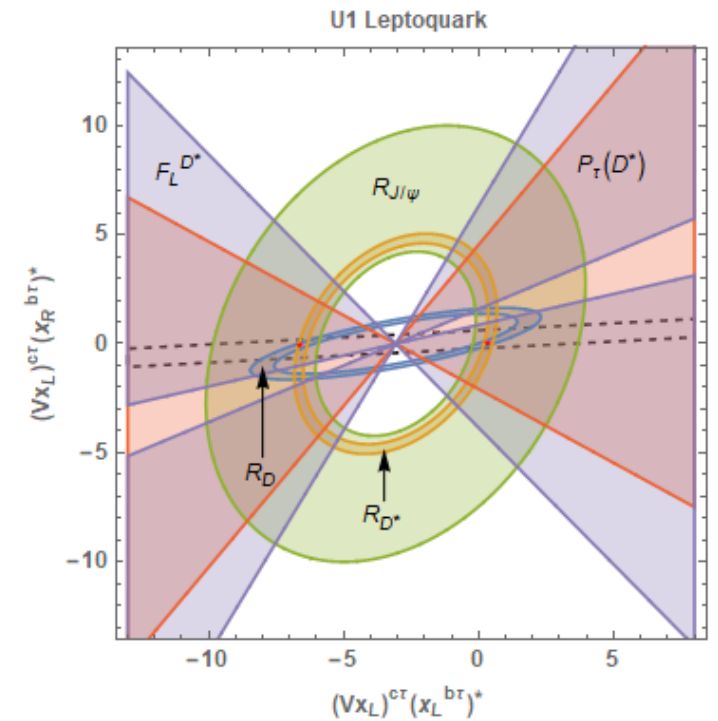 U1 Leptoquark
10
5
0
−5
−10
−10
−5
0
5
F_L^{D*}
R_{J/ψ}
P_τ(D*)
R_D
R_{D*}
(Vx_L)^{cτ}(x_R^{bτ})*
(Vx_L)^{cτ}(x_L^{bτ})*